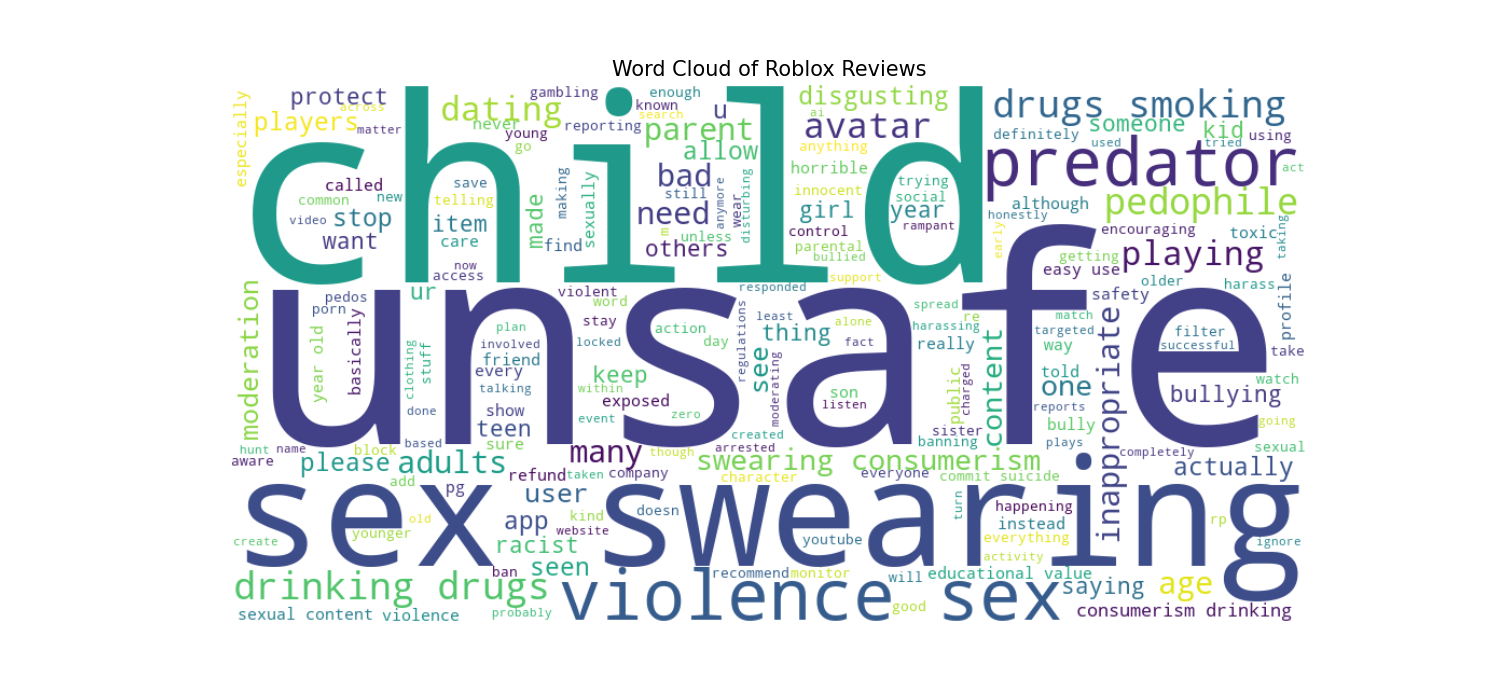 Word Cloud of Roblox Reviews
child
unsafe
sex swearing
violence sex
predator
drugs smoking
drinking drugs
pedophile
avatar
dating
parent
disgusting
protect
players
gambling
enough
known
search
u
ai
especially
across
matter
never
young
go
reporting
allow
anything
horrible
definitely
someone
used
kid
tried
using
act
called
common
new
video
stop
want
save
telling
item
care
now
access
made
making
find
sexually
bad
still
need
others
m
unless
anymore
wear
disturbing
innocent
girl
control
parental
bullied
support
trying
social
year
rampant
although
honestly
early
encouraging
toxic
taking
getting
easy use
playing
older
harass
safety
profile
moderation
pedos
porn
year old
basically
ur
clothing
stuff
plan
involved
friend
every
talking
violent
word
stay
locked
action
day
responded
regulations
least
thing
see
alone
fact
spread
re
harassing
really
content
match
targeted
way
told
one
inappropriate
filter
successful
take
watch
bullying
going
keep
within
exposed
event
zero
moderating
son
listen
public
charged
sister
banning
reports
bully
plays
completely
sexual
done
based
show
teen
sure
created
arrested
though
many
hunt
name
aware
block
please
adults
add
pg
refund
taken
company
swearing consumerism
character
everyone
commit suicide
actually
user
app
kind
website
doesn
old
younger
create
racist
seen
ban
youtube
turn
happening
instead
everything
activity
rp
ignore
recommend
monitor
will
good
educational value
saying
age
consumerism drinking
sexual content violence
probably